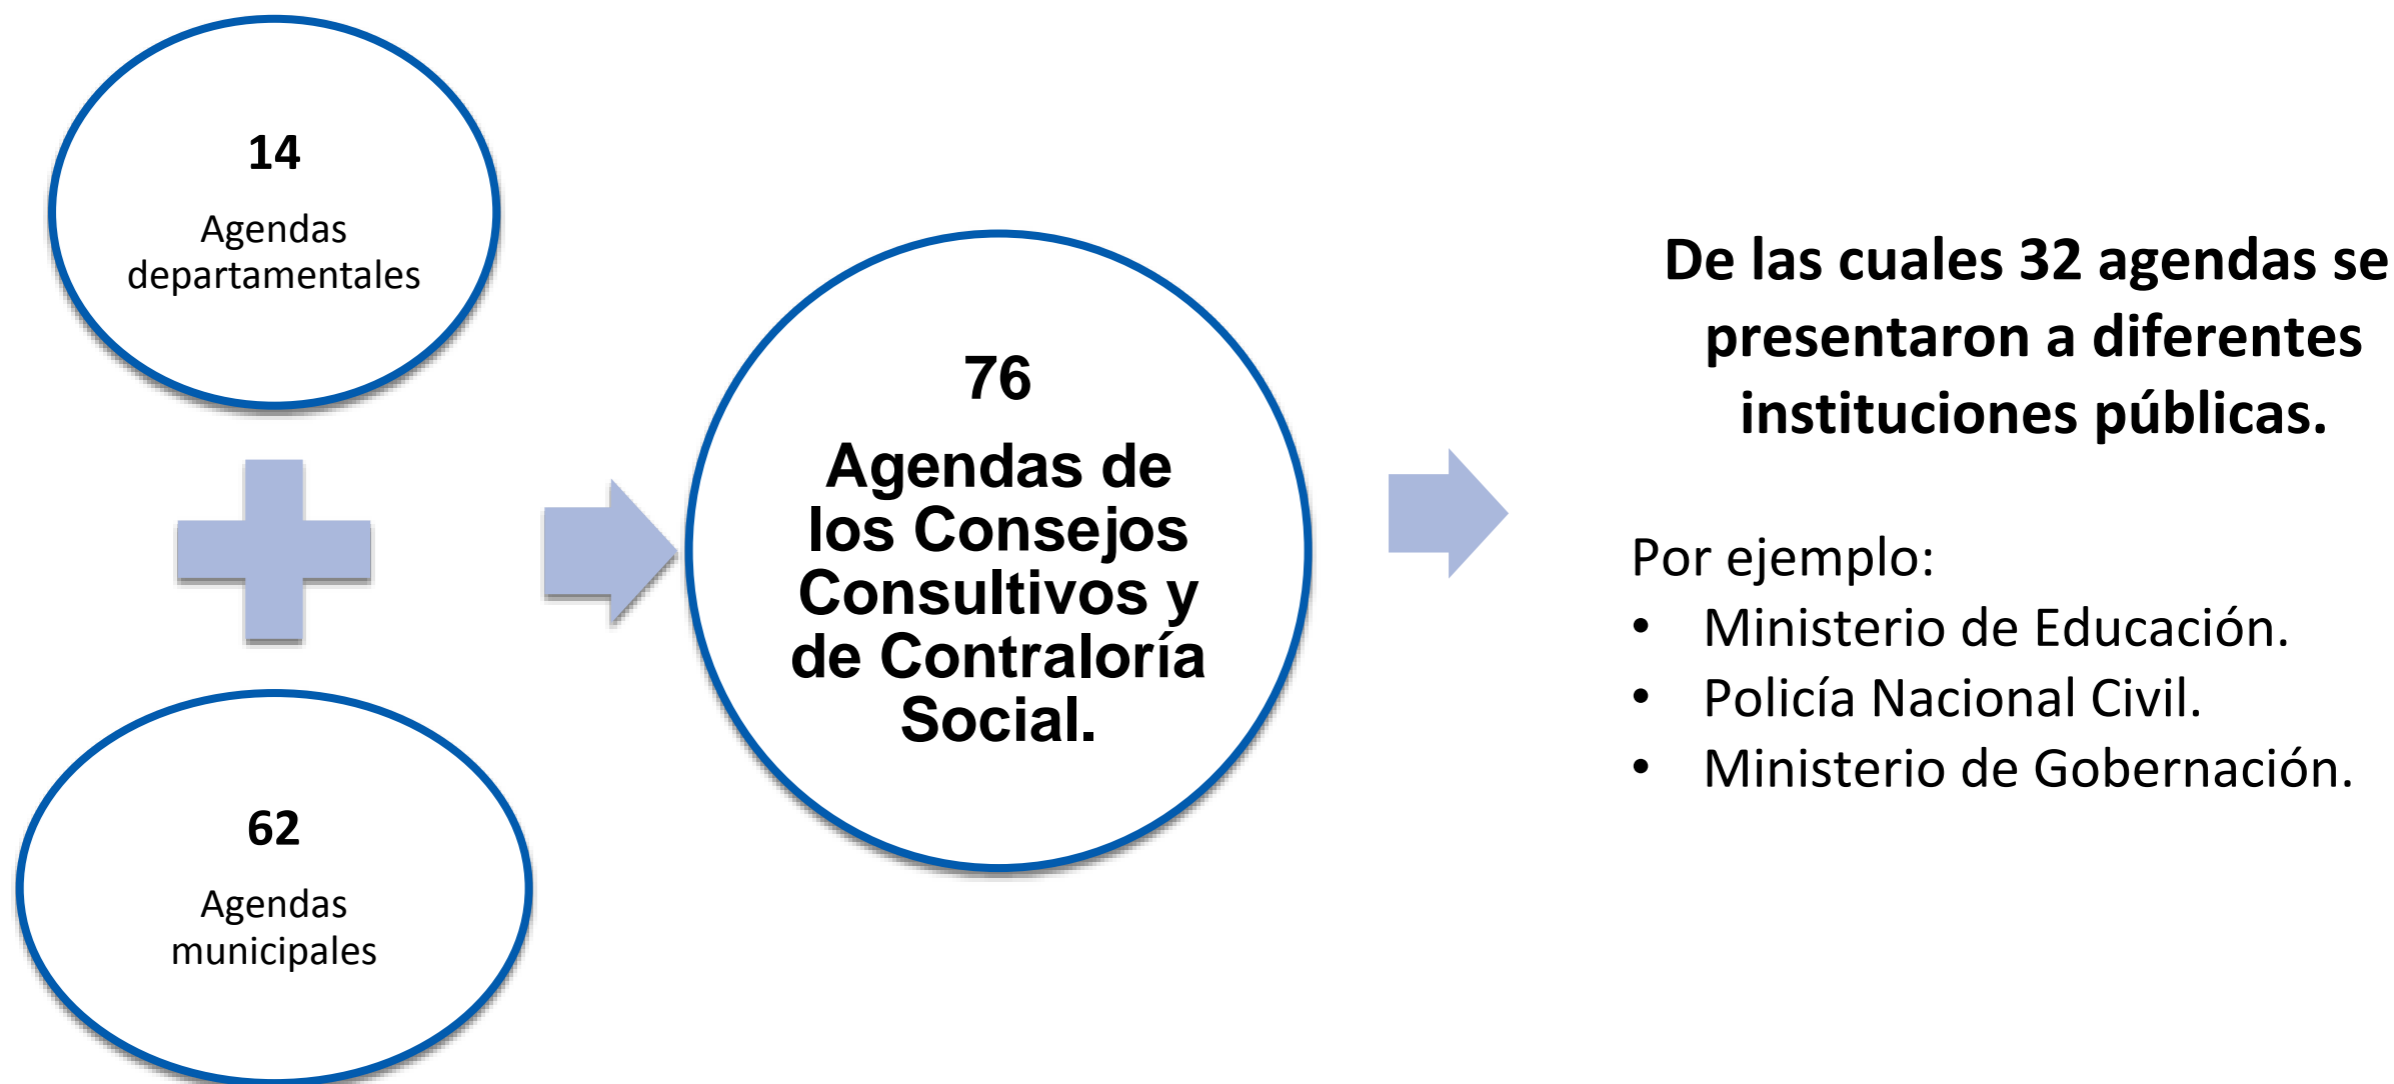 14
Agendas
departamentales
62
Agendas
municipales
76
Agendas de
los Consejos
Consultivos y
de Contraloría
Social.
De las cuales 32 agendas se
presentaron a diferentes
instituciones públicas.
Por ejemplo:
• Ministerio de Educación.
• Policía Nacional Civil.
• Ministerio de Gobernación.